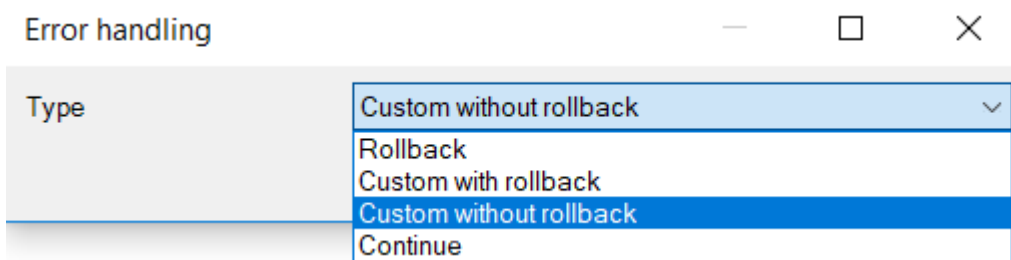 Error handling
Type
Custom without rollback
Rollback
Custom with rollback
Custom without rollback
Continue